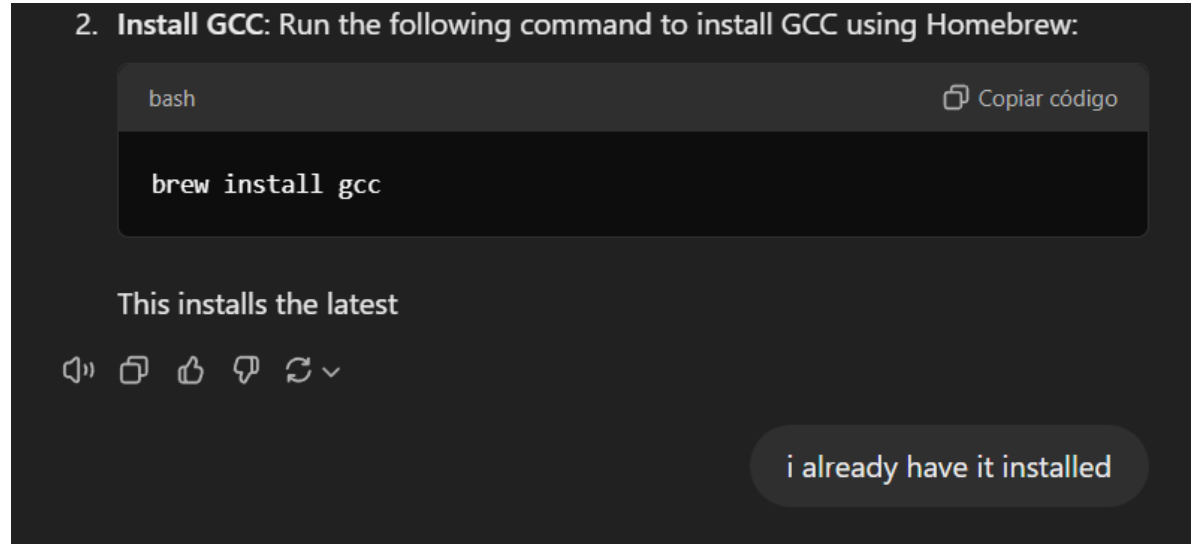 2. Install GCC: Run the following command to install GCC using Homebrew:
bash
Copiar código
brew install gcc
This installs the latest
i already have it installed